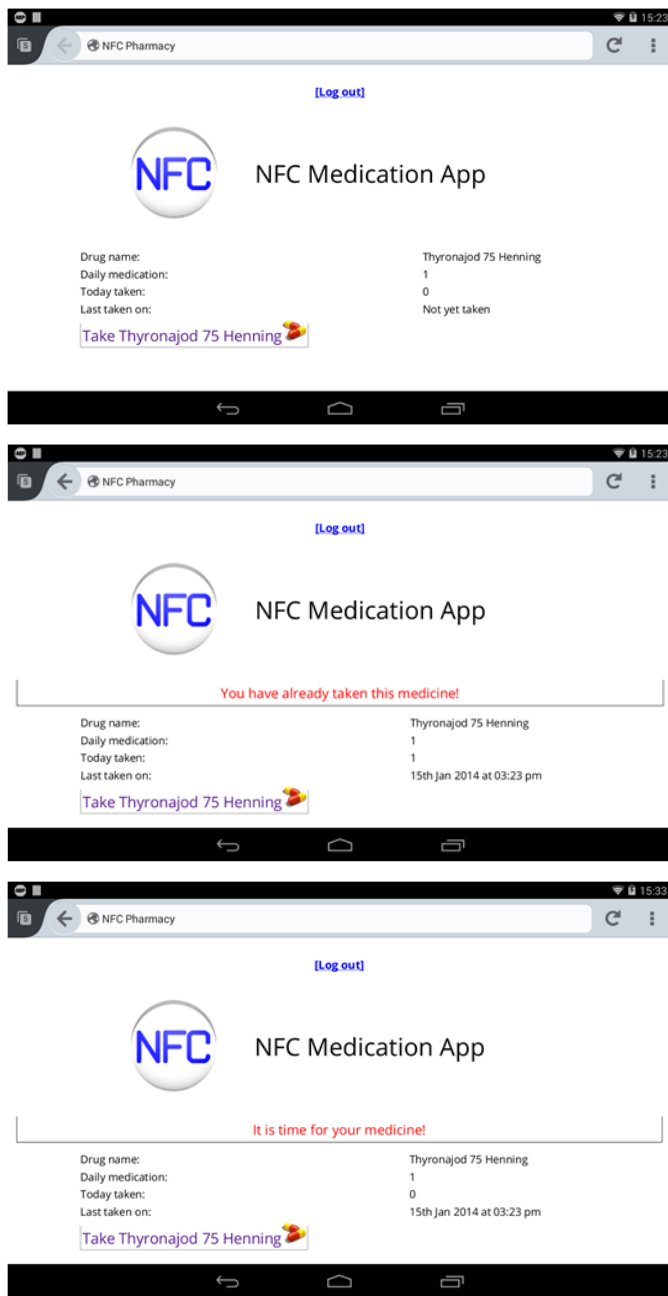 15:23
5 NFC Pharmacy
[Log out]
NFC NFC Medication App
Drug name: Thyronajod 75 Henning
Daily medication: 1
Today taken: 0
Last taken on: Not yet taken
Take Thyronajod 75 Henning
15:23
5 NFC Pharmacy
[Log out]
NFC NFC Medication App
You have already taken this medicine!
Drug name: Thyronajod 75 Henning
Daily medication: 1
Today taken: 1
Last taken on: 15th Jan 2014 at 03:23 pm
Take Thyronajod 75 Henning
15:33
5 NFC Pharmacy
[Log out]
NFC NFC Medication App
It is time for your medicine!
Drug name: Thyronajod 75 Henning
Daily medication: 1
Today taken: 0
Last taken on: 15th Jan 2014 at 03:23 pm
Take Thyronajod 75 Henning